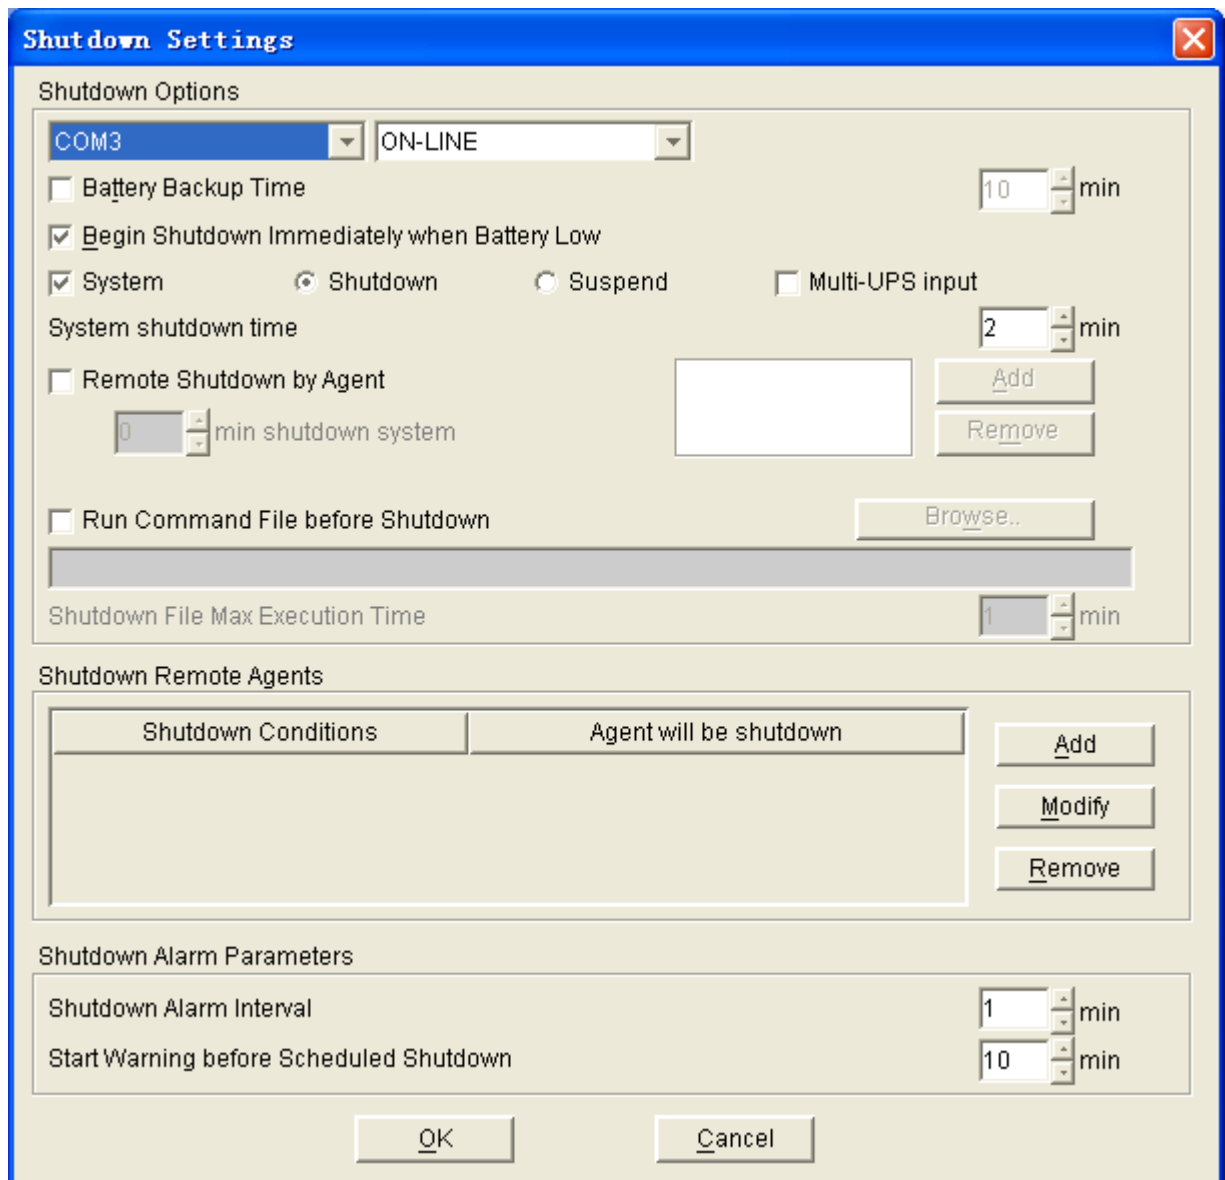 Shutdown Settings
Shutdown Options
COM3 ON-LINE
Battery Backup Time 10 min
Begin Shutdown Immediately when Battery Low
System Shutdown Suspend Multi-UPS input
System shutdown time 2 min
Remote Shutdown by Agent Add
0 min shutdown system Remove
Run Command File before Shutdown Browse..
Shutdown File Max Execution Time 1 min
Shutdown Remote Agents
Shutdown Conditions Agent will be shutdown
Add
Modify
Remove
Shutdown Alarm Parameters
Shutdown Alarm Interval 1 min
Start Warning before Scheduled Shutdown 10 min
OK Cancel